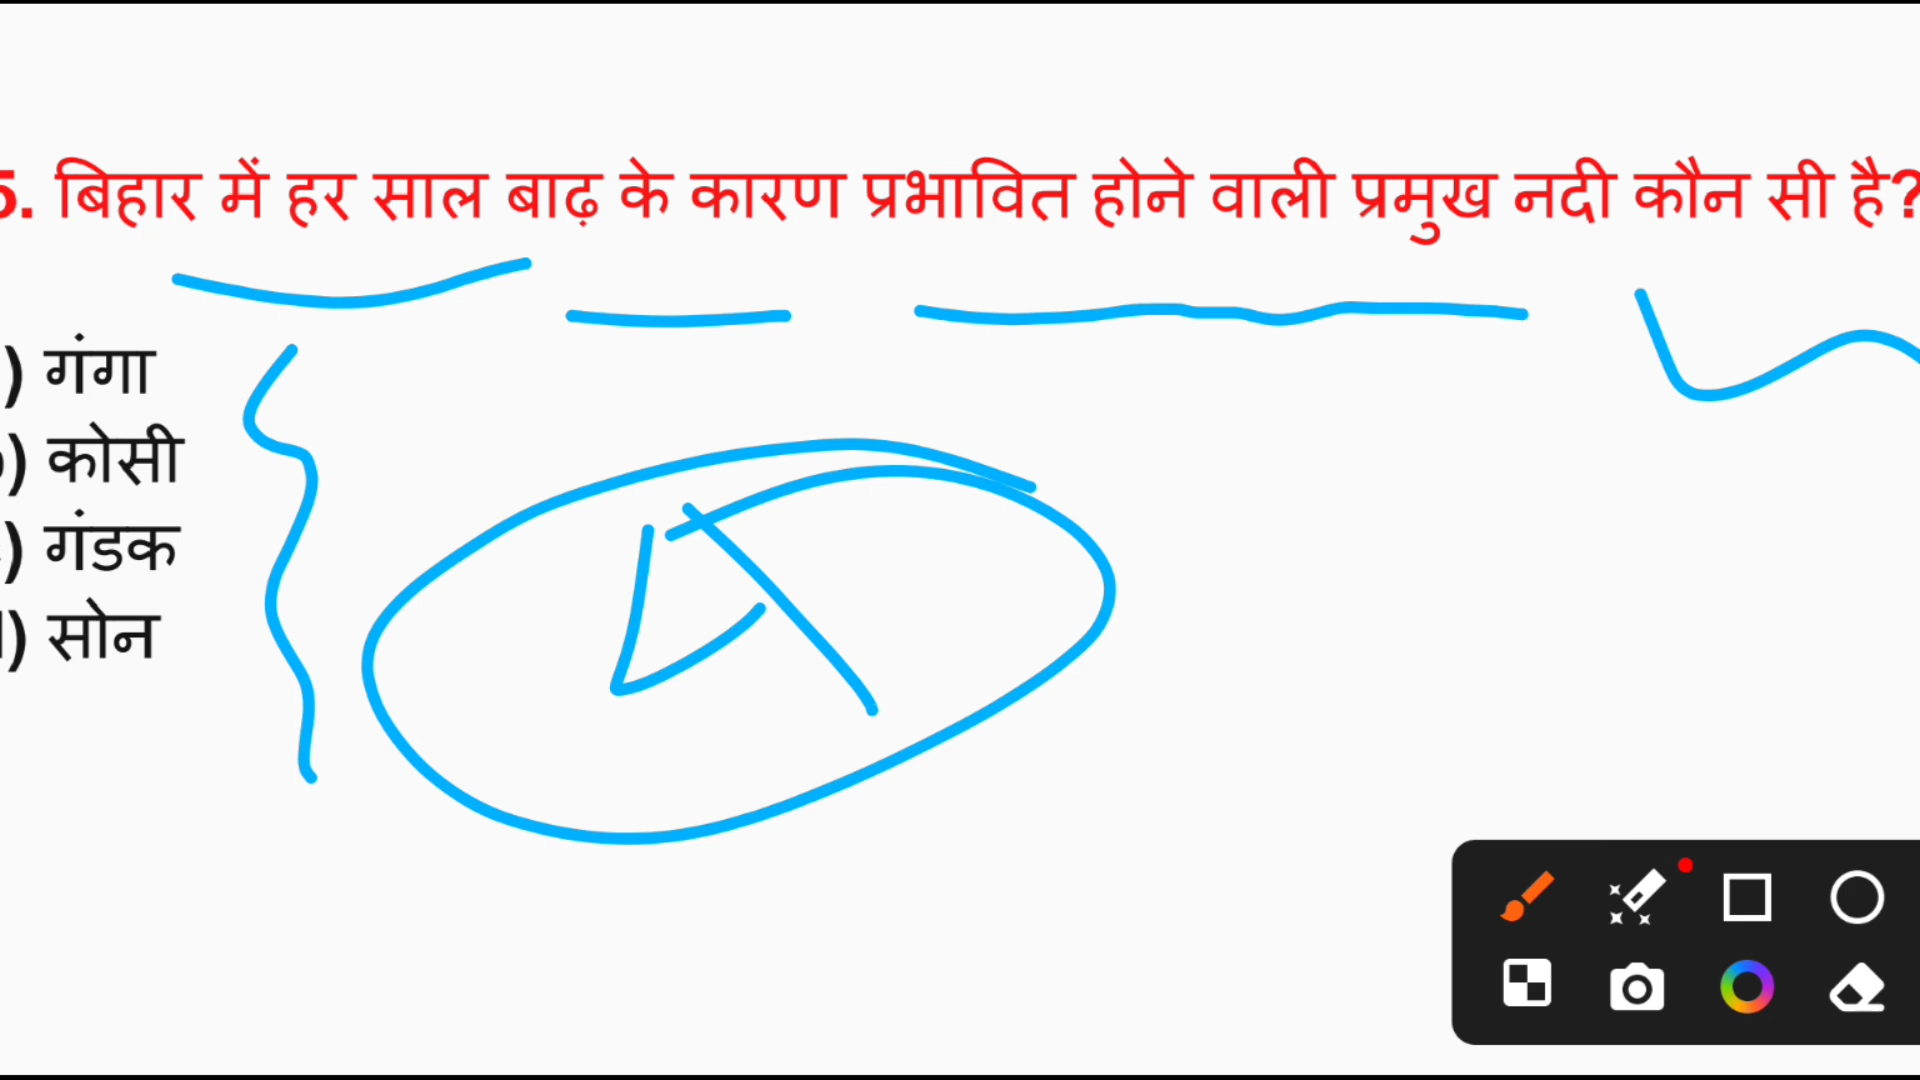 5. बिहार में हर साल बाढ़ के कारण प्रभावित होने वाली प्रमुख नदी कौन सी है?
) गंगा
b) कोसी
) गंडक
d) सोन
A